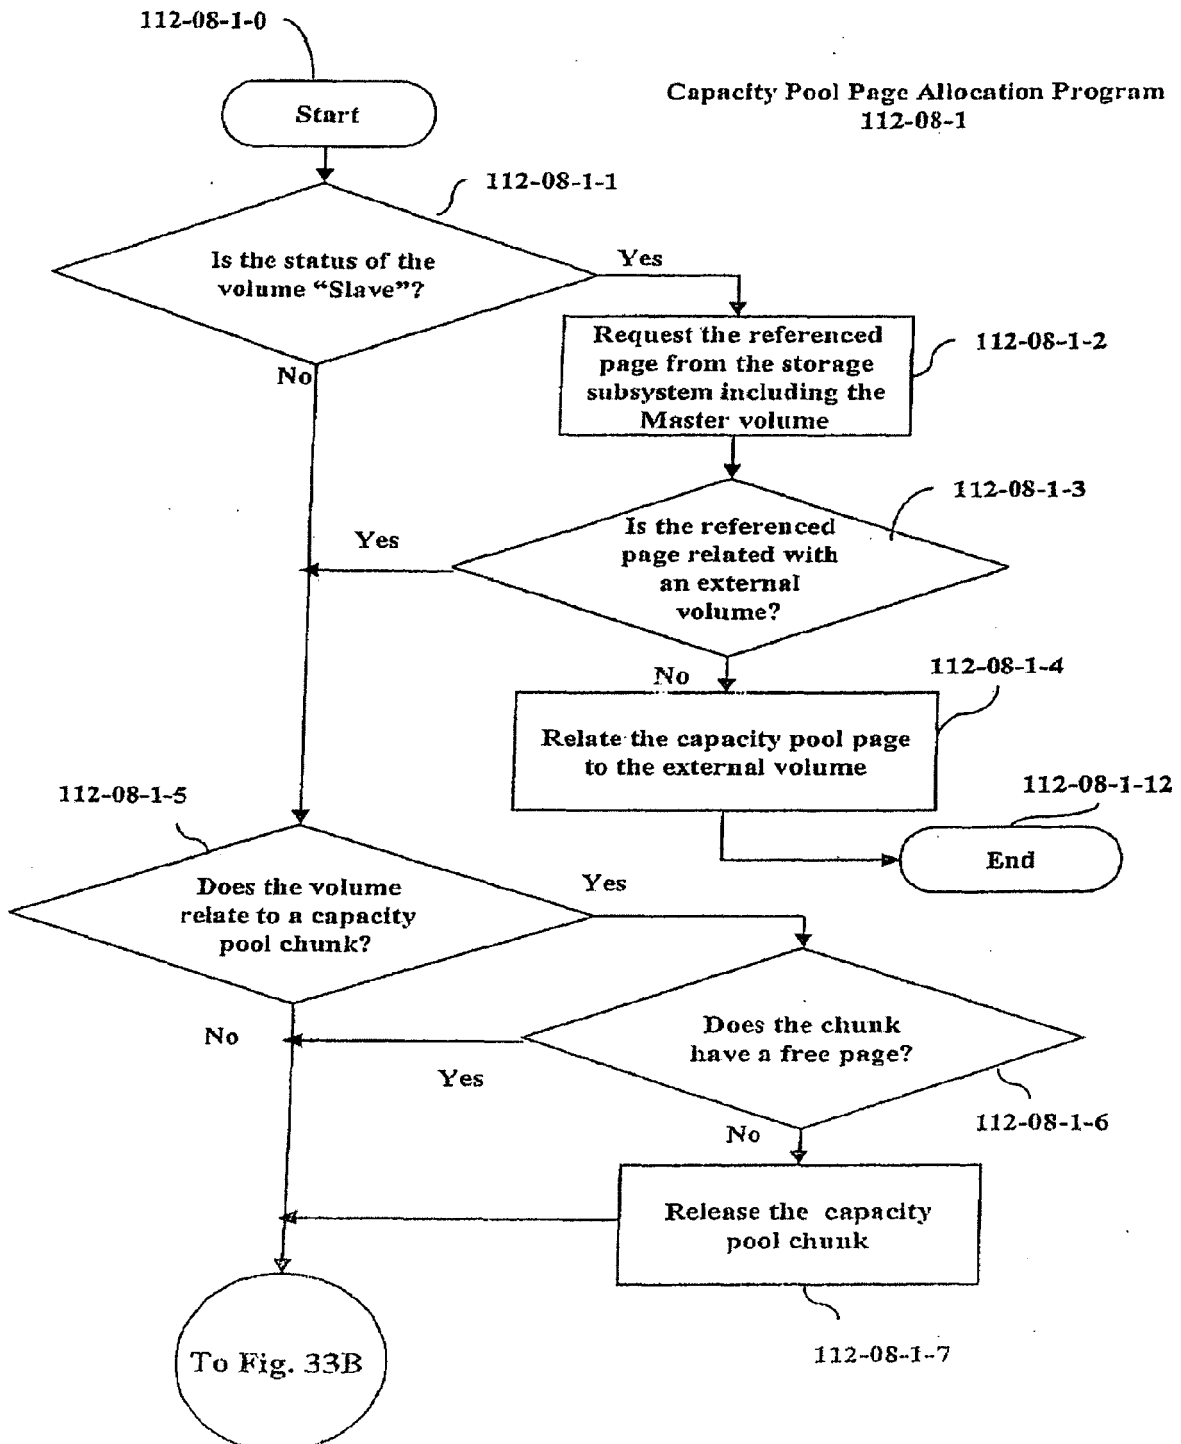 112-08-1-0
Start
Capacity Pool Page Allocation Program
112-08-1
112-08-1-1
Is the status of the
volume “Slave”?
Yes
No
Request the referenced
page from the storage
subsystem including the
Master volume
112-08-1-2
112-08-1-3
Is the referenced
page related with
an external
volume?
Yes
No
112-08-1-4
Relate the capacity pool page
to the external volume
112-08-1-12
End
112-08-1-5
Does the volume
relate to a capacity
pool chunk?
Yes
No
Does the chunk
have a free page?
Yes
112-08-1-6
No
Release the capacity
pool chunk
112-08-1-7
To Fig. 33B